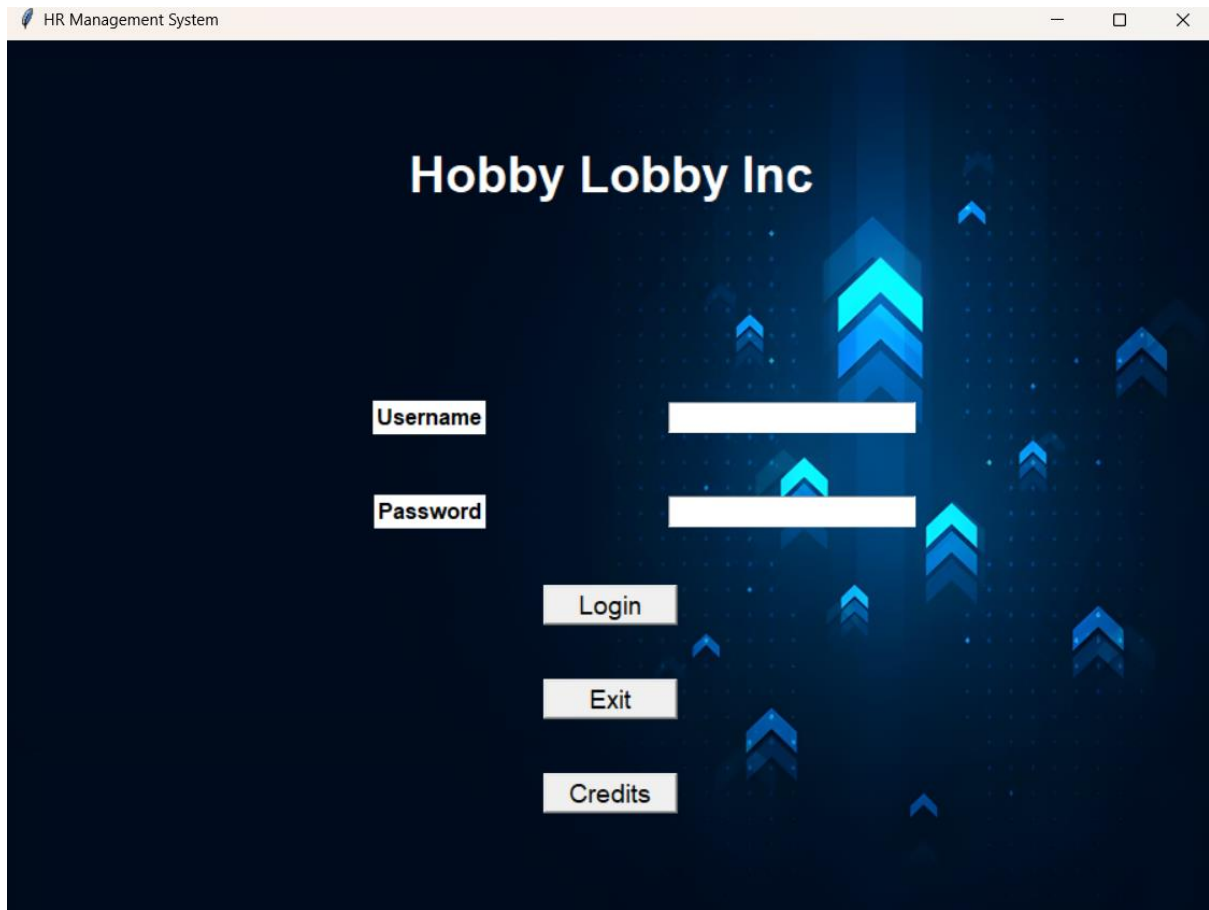 HR Management System
Hobby Lobby Inc
Username
Password
Login
Exit
Credits